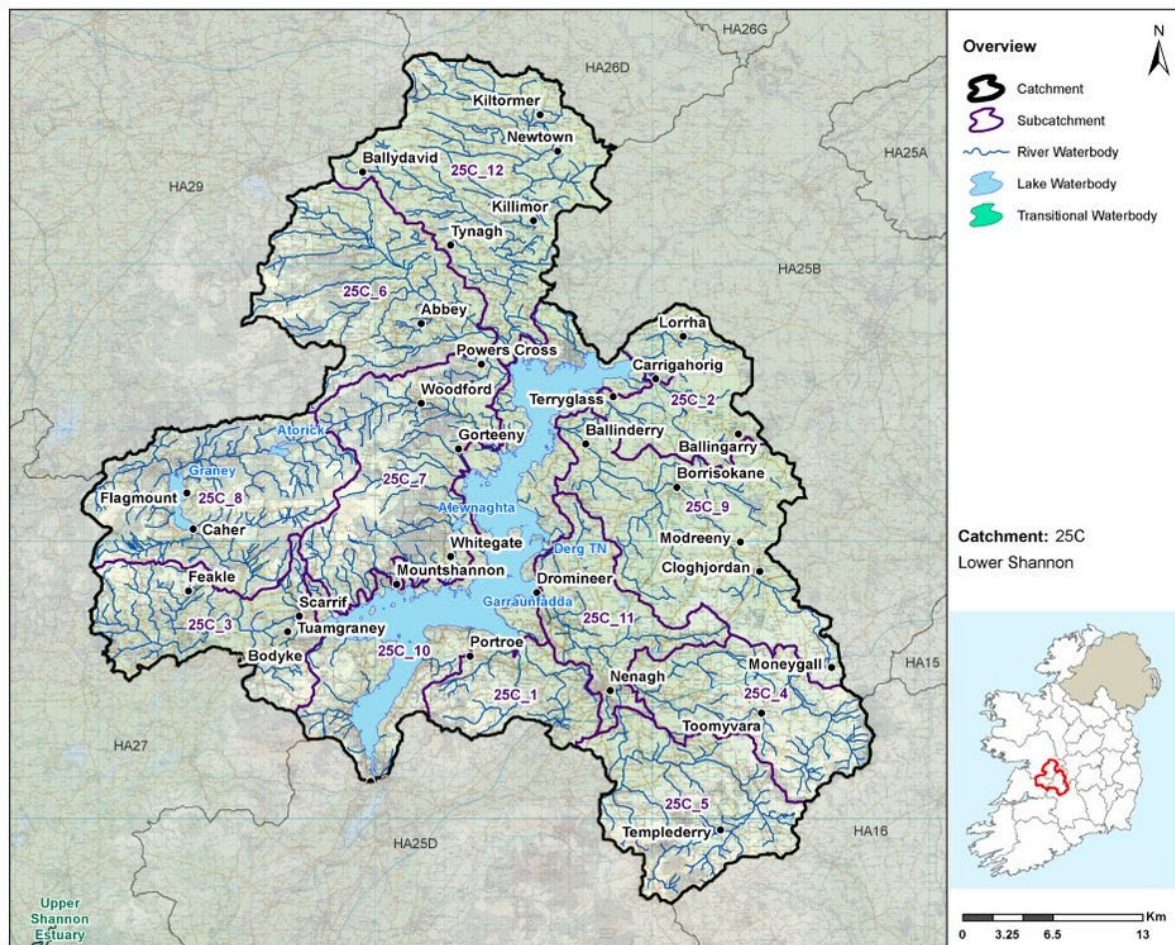 HA26G
HA26D
HA25A
HA29
HA25B
HA27
HA25D
HA15
HA16
Kiltormer
Newtown
Ballydavid
25C_12
Killimor
Tynagh
25C_6
Abbey
Lorrha
Powers Cross
Carrigahorig
Woodford
Terryglass
25C_2
Atorick
Gorteeny
Ballinderry
Ballingarry
Graney
25C_7
Borrisokane
Flagmount
25C_8
25C_9
Alewnaghta
Caher
Modreeny
Whitegate
Derg TN
Cloghjordan
Mountshannon
Dromineer
Feakle
Garraunfadda
Scarrif
25C_3
25C_11
Tuamgraney
25C_10
Portroe
Bodyke
Moneygall
Nenagh
25C_1
25C_4
Toomyvara
25C_5
Templederry
Upper
Shannon
Estuary
Overview
N
Catchment
Subcatchment
River Waterbody
Lake Waterbody
Transitional Waterbody
Catchment: 25C
Lower Shannon
Km
0 3.25 6.5 13